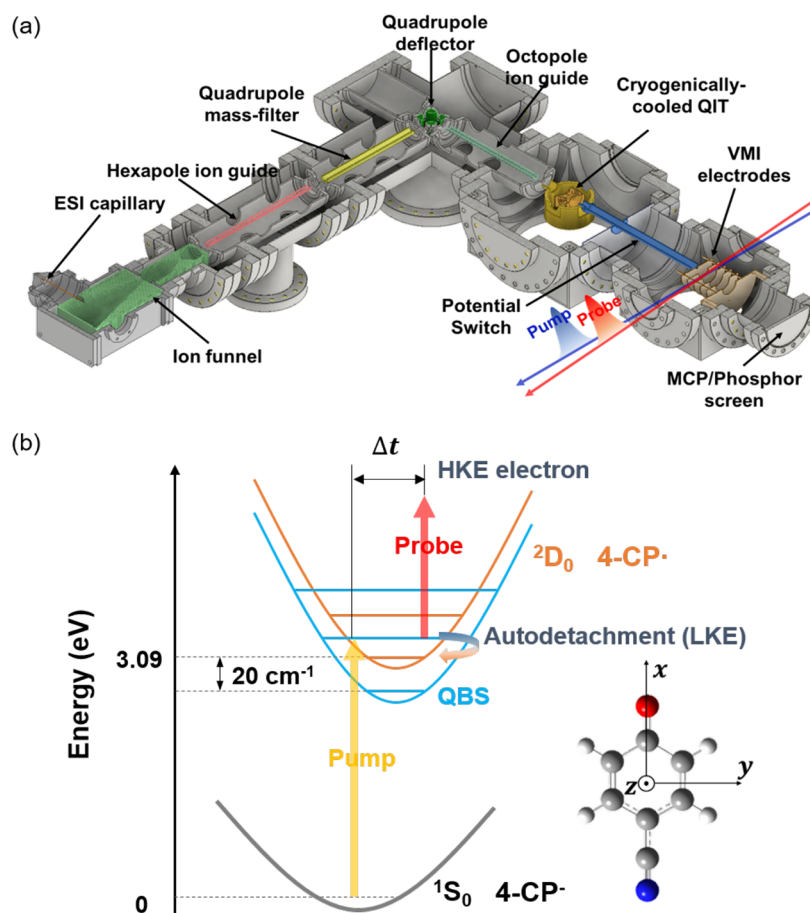 (a)
Quadrupole
deflector
Octopole
ion guide
Quadrupole
mass-filter
Cryogenically-
cooled QIT
Hexapole ion guide
VMI
electrodes
ESI capillary
Potential
Switch
Pump
Probe
Ion funnel
MCP/Phosphor
screen
(b)
Δt
HKE electron
Probe
²D₀ 4-CP·
Autodetachment (LKE)
3.09
20 cm⁻¹
QBS
Energy (eV)
Pump
x
y
z
¹S₀ 4-CP⁻
0